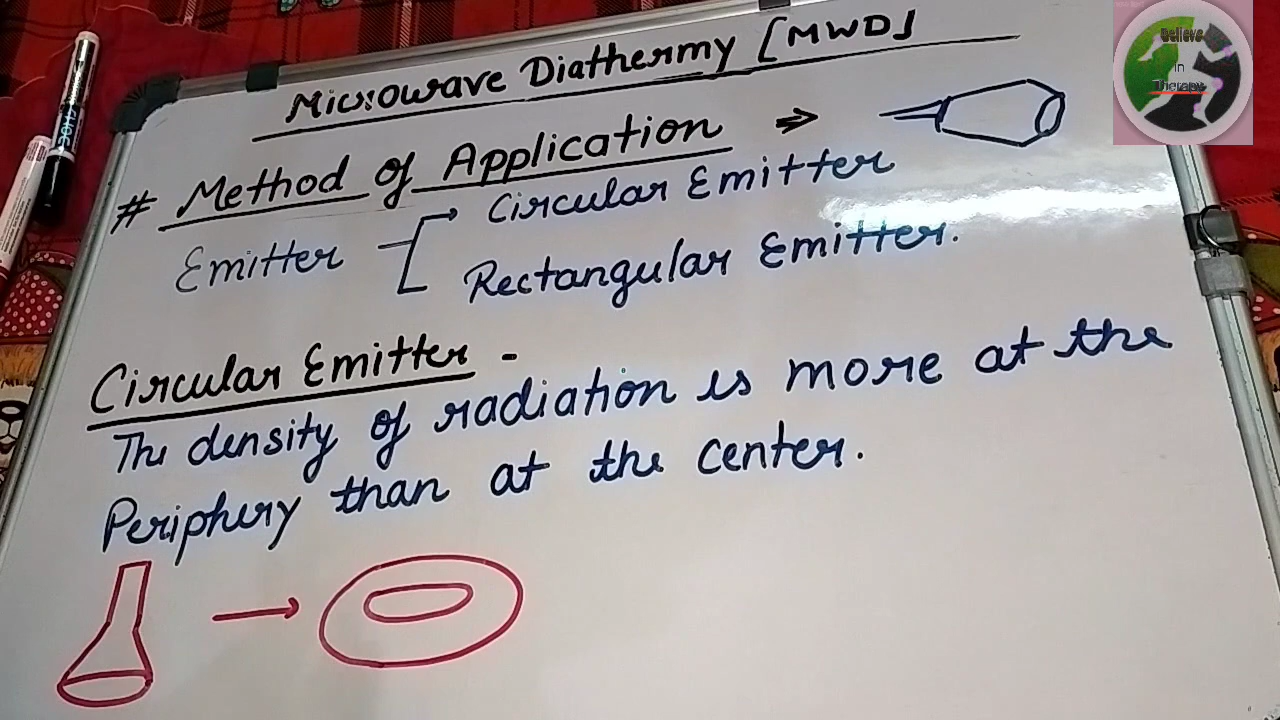 Microwave Diathermy [MWD]
# Method of Application ⇒
Emitter → Circular Emitter
Rectangular Emitter.
Circular Emitter -
The density of radiation is more at the
Periphery than at the center.
Believe
in
Therapy